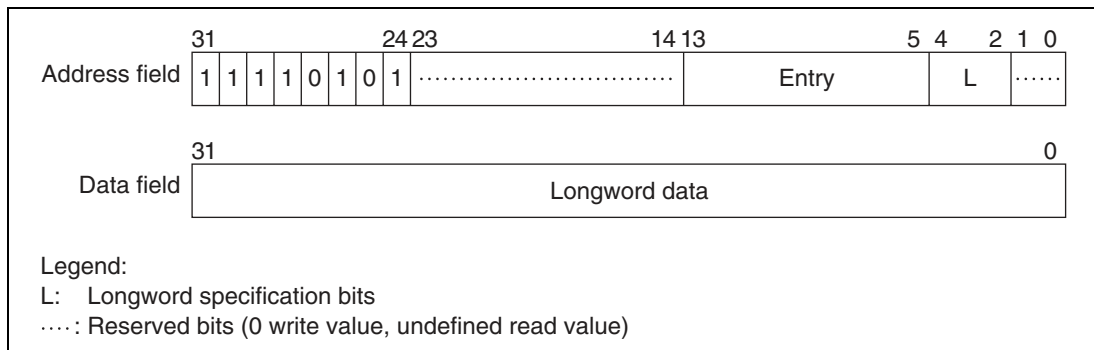 31 24 23 14 13 5 4 2 1 0
Address field 1 1 1 1 0 1 0 1 .............................. Entry L ......
31 0
Data field Longword data
Legend:
L: Longword specification bits
····: Reserved bits (0 write value, undefined read value)